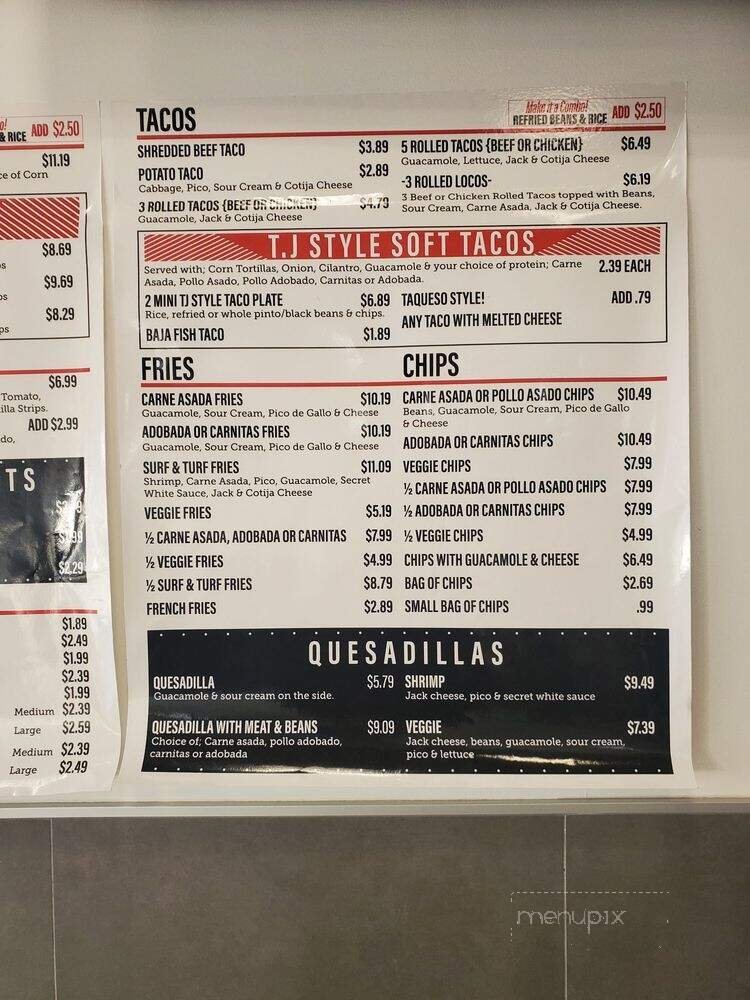 o!
& RICE ADD $2.50
$11.19
ce of Corn
$8.69
os
$9.69
os
$8.29
ps
$6.99
Tomato,
illa Strips.
ADD $2.99
do,
TS
$2.29
$1.89
$2.49
$1.99
$2.39
$1.99
Medium $2.39
Large $2.59
Medium $2.39
Large $2.49
TACOS
Make it a Combo!
REFRIED BEANS & RICE ADD $2.50
SHREDDED BEEF TACO $3.89
POTATO TACO $2.89
Cabbage, Pico, Sour Cream & Cotija Cheese
3 ROLLED TACOS {BEEF OR CHICKEN} $4.79
Guacamole, Jack & Cotija Cheese
5 ROLLED TACOS {BEEF OR CHICKEN} $6.49
Guacamole, Lettuce, Jack & Cotija Cheese
-3 ROLLED LOCOS- $6.19
3 Beef or Chicken Rolled Tacos topped with Beans,
Sour Cream, Carne Asada, Jack & Cotija Cheese.
T.J STYLE SOFT TACOS
Served with; Corn Tortillas, Onion, Cilantro, Guacamole & your choice of protein; Carne 2.39 EACH
Asada, Pollo Asado, Pollo Adobado, Carnitas or Adobada.
2 MINI TJ STYLE TACO PLATE $6.89
Rice, refried or whole pinto/black beans & chips.
BAJA FISH TACO $1.89
TAQUESO STYLE! ADD .79
ANY TACO WITH MELTED CHEESE
FRIES
CARNE ASADA FRIES $10.19
Guacamole, Sour Cream, Pico de Gallo & Cheese
ADOBADA OR CARNITAS FRIES $10.19
Guacamole, Sour Cream, Pico de Gallo & Cheese
SURF & TURF FRIES $11.09
Shrimp, Carne Asada, Pico, Guacamole, Secret
White Sauce, Jack & Cotija Cheese
VEGGIE FRIES $5.19
½ CARNE ASADA, ADOBADA OR CARNITAS $7.99
½ VEGGIE FRIES $4.99
½ SURF & TURF FRIES $8.79
FRENCH FRIES $2.89
CHIPS
CARNE ASADA OR POLLO ASADO CHIPS $10.49
Beans, Guacamole, Sour Cream, Pico de Gallo
& Cheese
ADOBADA OR CARNITAS CHIPS $10.49
VEGGIE CHIPS $7.99
½ CARNE ASADA OR POLLO ASADO CHIPS $7.99
½ ADOBADA OR CARNITAS CHIPS $7.99
½ VEGGIE CHIPS $4.99
CHIPS WITH GUACAMOLE & CHEESE $6.49
BAG OF CHIPS $2.69
SMALL BAG OF CHIPS .99
QUESADILLAS
QUESADILLA $5.79
Guacamole & sour cream on the side.
QUESADILLA WITH MEAT & BEANS $9.09
Choice of; Carne asada, pollo adobado,
carnitas or adobada
SHRIMP $9.49
Jack cheese, pico & secret white sauce
VEGGIE $7.39
Jack cheese, beans, guacamole, sour cream,
pico & lettuce
menupix